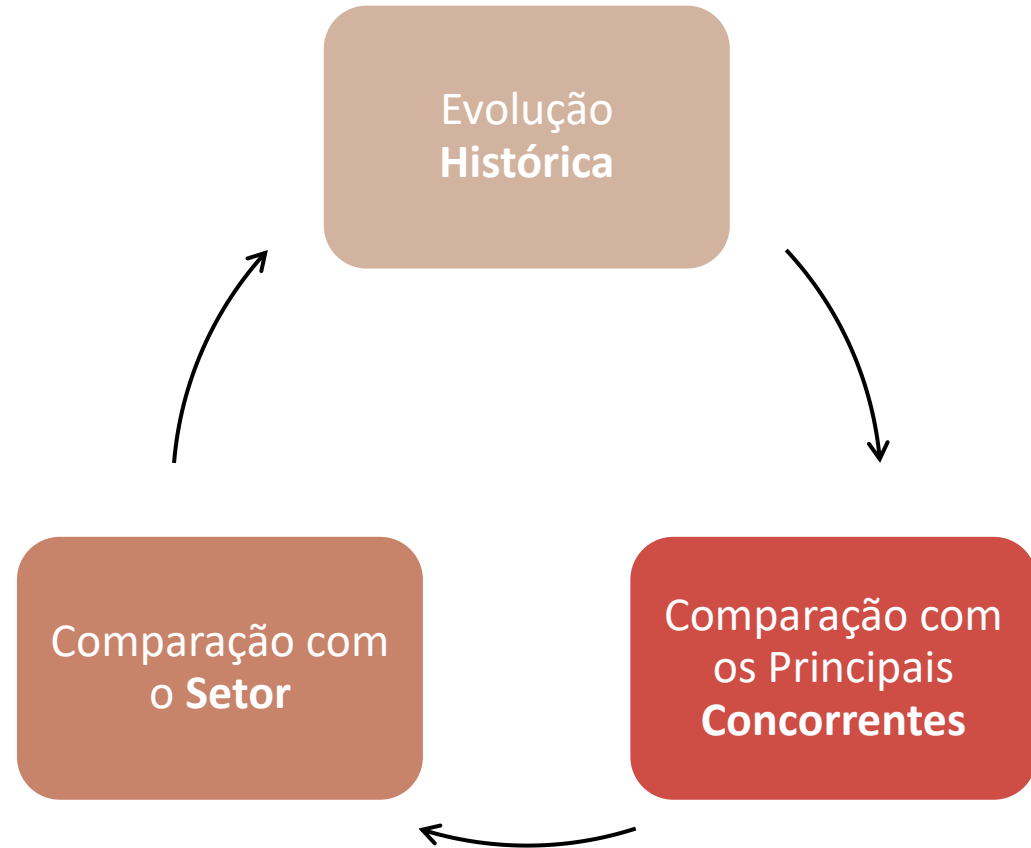 Evolução
Histórica
Comparação com
o Setor
Comparação com
os Principais
Concorrentes